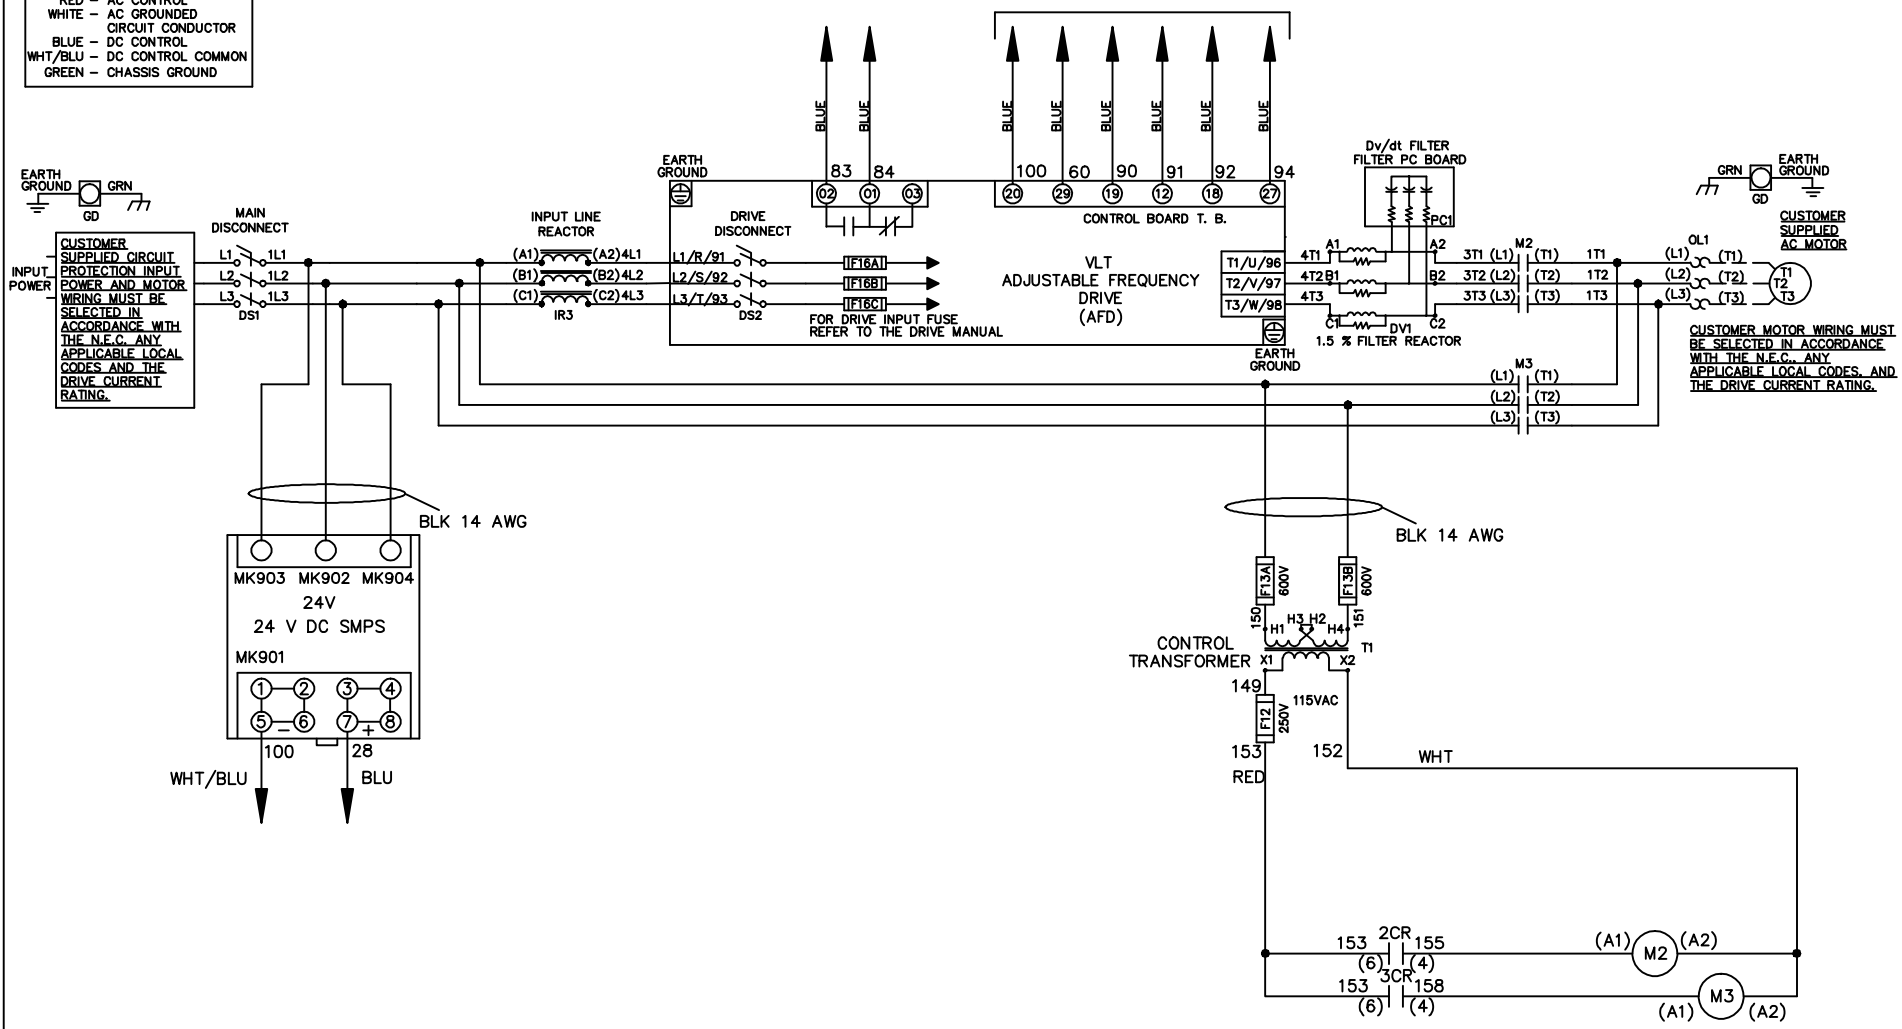 RED – AC CONTROL
WHITE – AC GROUNDED
CIRCUIT CONDUCTOR
BLUE – DC CONTROL
WHT/BLU – DC CONTROL COMMON
GREEN – CHASSIS GROUND
BLUE
BLUE
BLUE
BLUE
BLUE
BLUE
BLUE
BLUE
EARTH
GROUND
GRN
GD
MAIN
DISCONNECT
INPUT LINE
REACTOR
EARTH
GROUND
DRIVE
DISCONNECT
83 84
02 01 03
100 60 90 91 92 94
20 29 19 12 18 27
CONTROL BOARD T. B.
Dv/dt FILTER
FILTER PC BOARD
PC1
GRN
GD
EARTH
GROUND
CUSTOMER
SUPPLIED
AC MOTOR
INPUT
POWER
CUSTOMER
SUPPLIED CIRCUIT
PROTECTION INPUT
POWER AND MOTOR
WIRING MUST BE
SELECTED IN
ACCORDANCE WITH
THE N.E.C. ANY
APPLICABLE LOCAL
CODES AND THE
DRIVE CURRENT
RATING.
L1 1L1
L2 1L2
L3 1L3
DS1
(A1) (A2) 4L1
(B1) (B2) 4L2
(C1) (C2) 4L3
IR3
L1/R/91
L2/S/92
L3/T/93
DS2
F16A
F16B
F16C
FOR DRIVE INPUT FUSE
REFER TO THE DRIVE MANUAL
VLT
ADJUSTABLE FREQUENCY
DRIVE
(AFD)
T1/U/96
T2/V/97
T3/W/98
EARTH
GROUND
4T1 A1 A2
4T2 B1 B2
4T3
C1 DV1 C2
1.5 % FILTER REACTOR
M2
3T1 (L1) (T1) 1T1
3T2 (L2) (T2) 1T2
3T3 (L3) (T3) 1T3
OL1
(L1) (T1)
(L2) (T2)
(L3) (T3)
T1
T2
T3
CUSTOMER MOTOR WIRING MUST
BE SELECTED IN ACCORDANCE
WITH THE N.E.C., ANY
APPLICABLE LOCAL CODES, AND
THE DRIVE CURRENT RATING.
M3
(L1) (T1)
(L2) (T2)
(L3) (T3)
BLK 14 AWG
BLK 14 AWG
MK903 MK902 MK904
24V
24 V DC SMPS
MK901
1 2 3 4
5 6 7 8
– +
100 28
WHT/BLU BLU
F13A 600V
F13B 600V
150 151
H1 H3 H2 H4
T1
CONTROL
TRANSFORMER
X1 X2
149
115VAC
F12 250V
153 152
RED
WHT
2CR
153 155
(6) (4)
(A1) M2 (A2)
3CR
153 158
(6) (4)
(A1) M3 (A2)